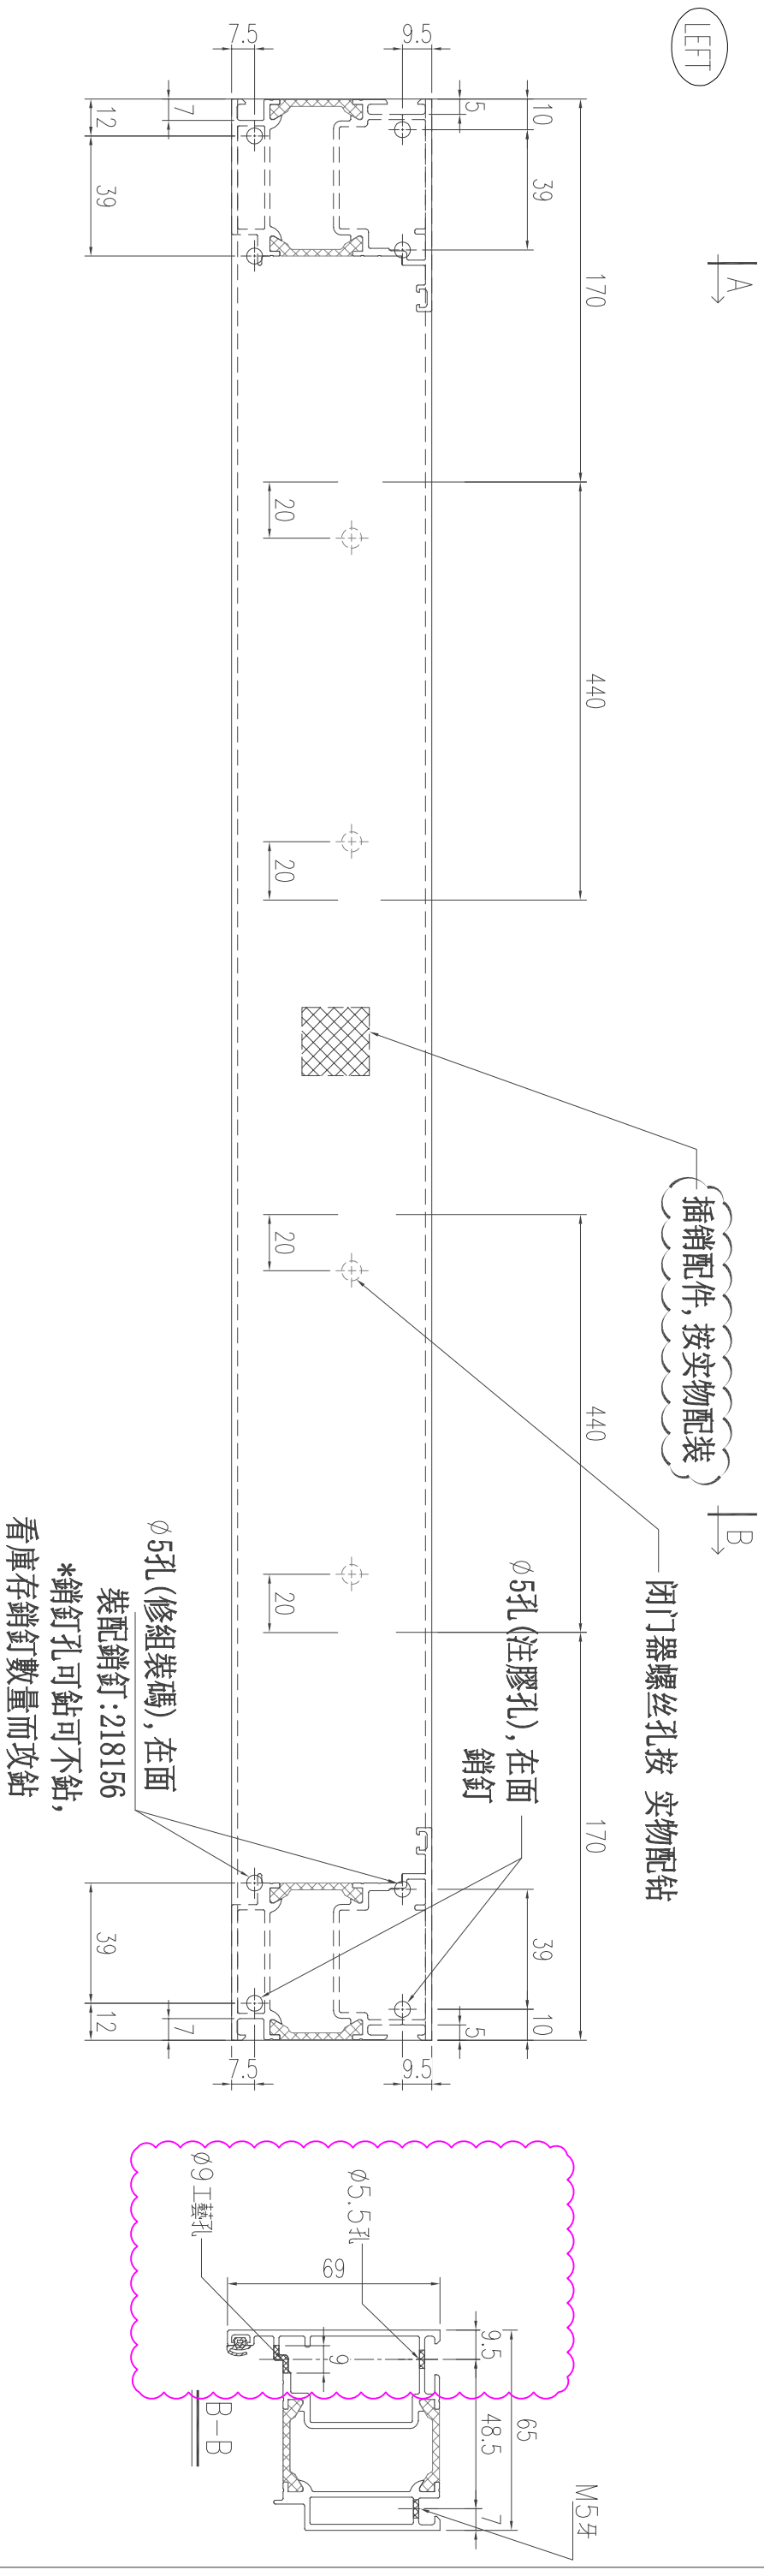 LEFT
A
B
7.5
9.5
12
7
39
5
10
39
170
20
440
20
插销配件,按实物配装
20
440
20
闭门器螺丝孔按 实物配钻
∅5孔(注膠孔),在面
銷釘
∅5孔(修組裝碼),在面
裝配銷釘:218156
*銷釘孔可鉆可不鉆,
看庫存銷釘數量而攻鉆
170
39
12
7
39
10
5
7.5
9.5
∅9工藝孔
∅5.5孔
69
9
9.5
48.5
65
7
M5牙
B-B